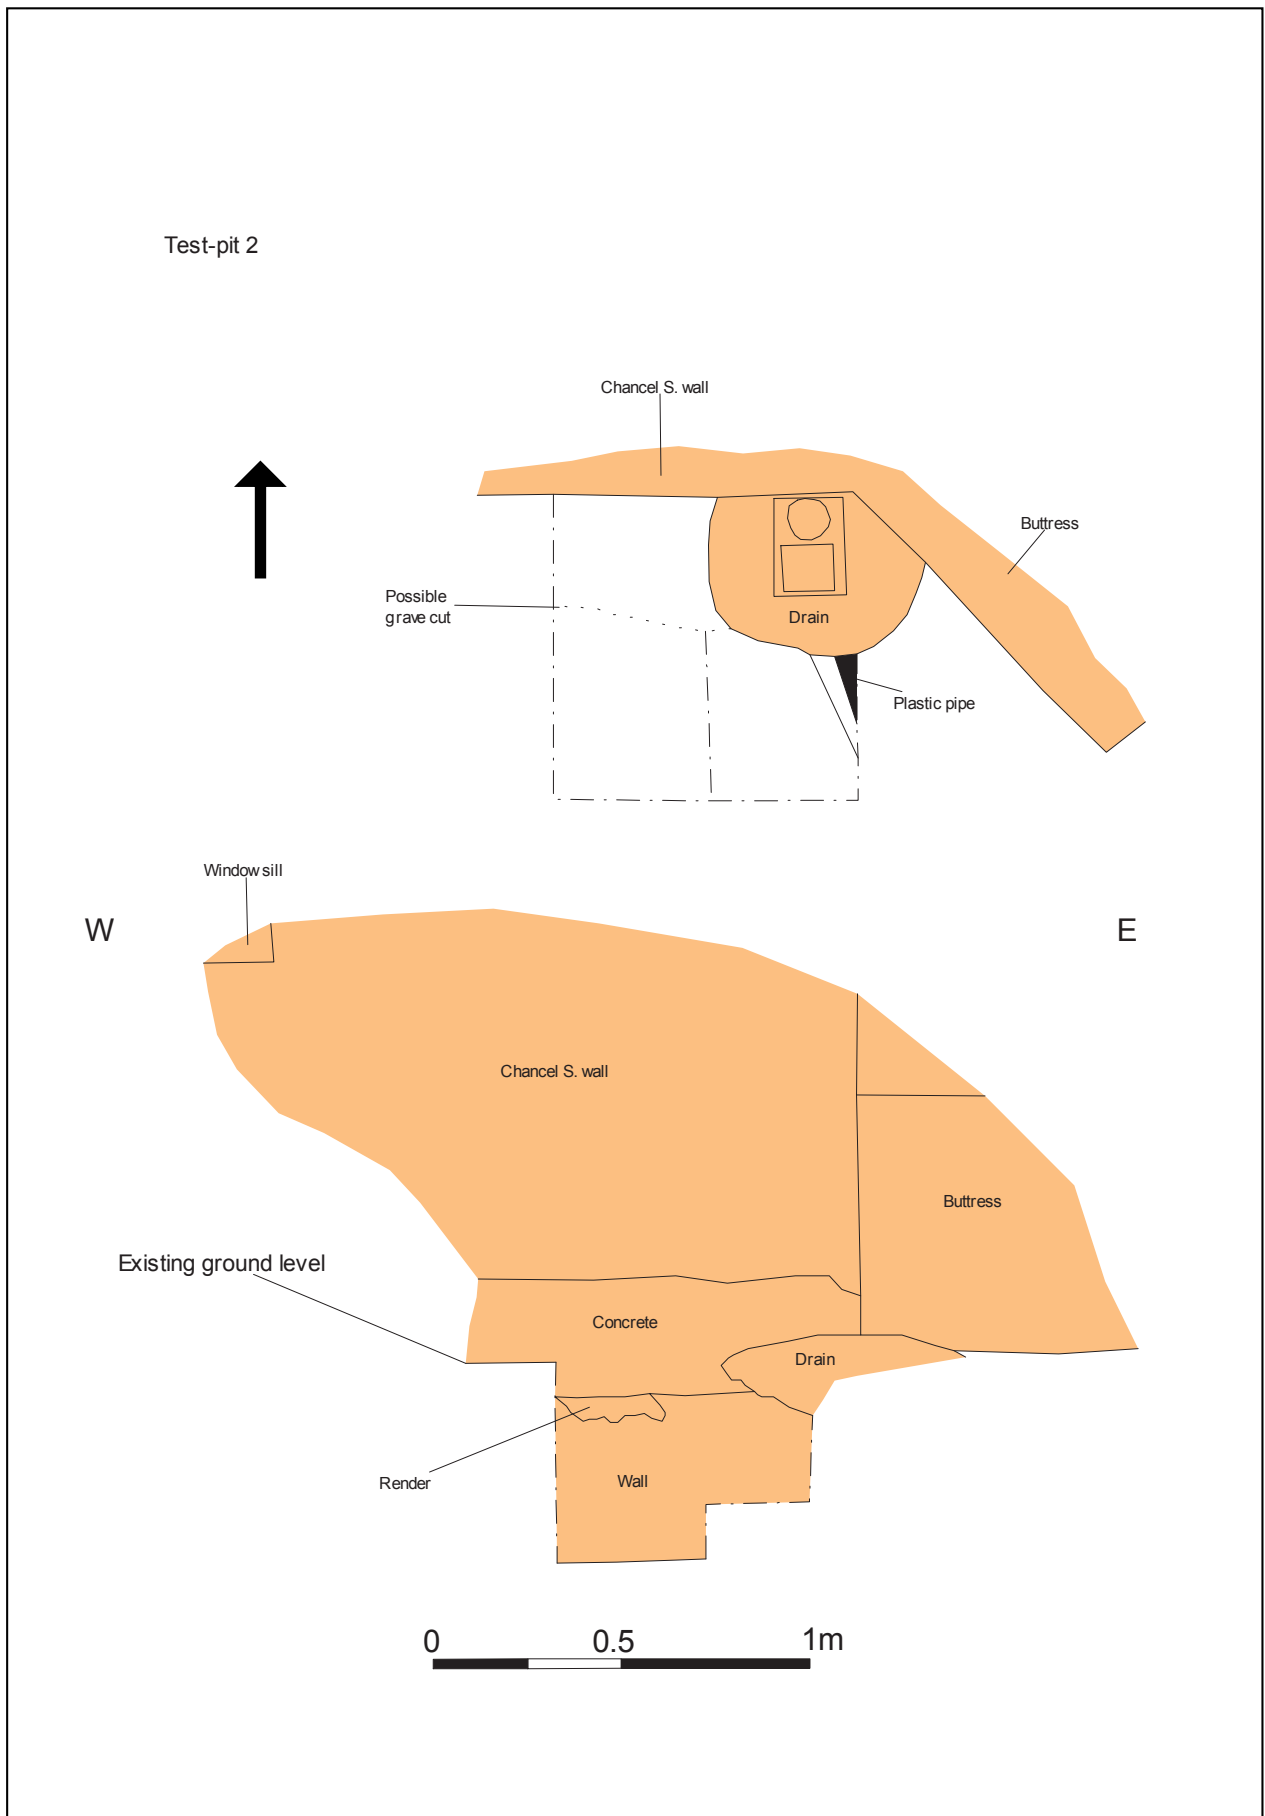 Test-pit 2
Chancel S. wall
Buttress
Possible
grave cut
Drain
Plastic pipe
Window sill
W
E
Chancel S. wall
Buttress
Existing ground level
Concrete
Drain
Render
Wall
0 0.5 1m